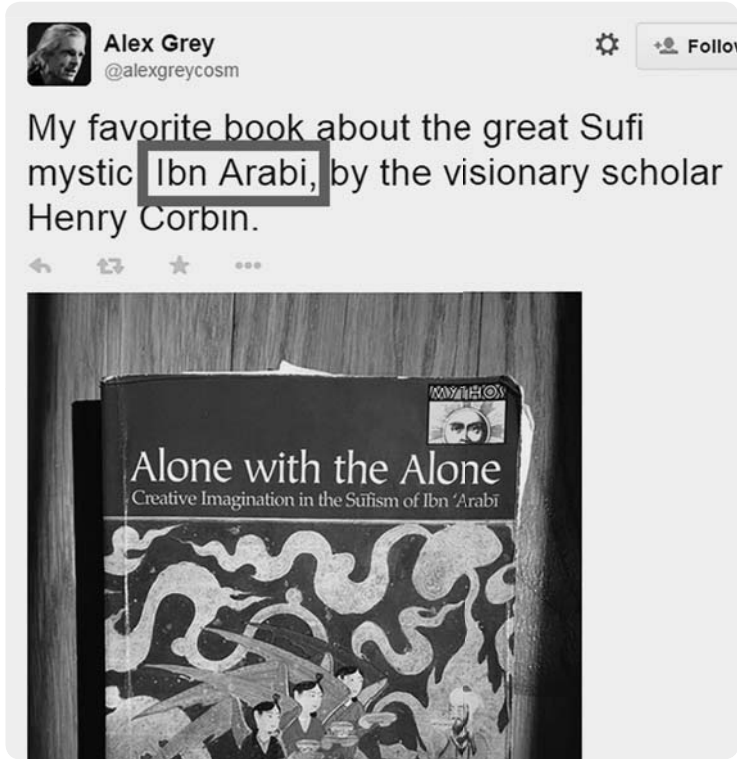 Alex Grey
@alexgreycosm
Follow
My favorite book about the great Sufi
mystic Ibn Arabi, by the visionary scholar
Henry Corbin.
MYTHOS
Alone with the Alone
Creative Imagination in the Sūfism of Ibn ‘Arabī